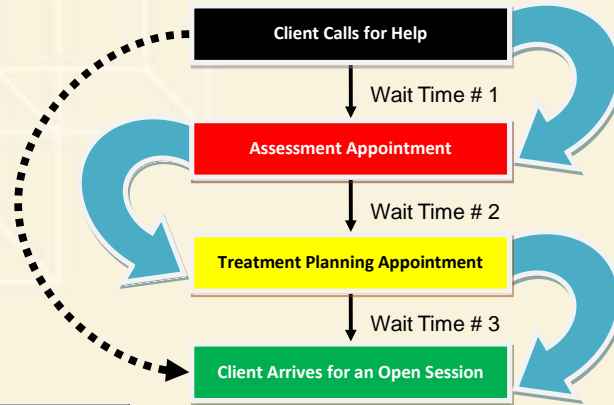 Client Calls for Help
Wait Time # 1
Assessment Appointment
Wait Time # 2
Treatment Planning Appointment
Wait Time # 3
Client Arrives for an Open Session